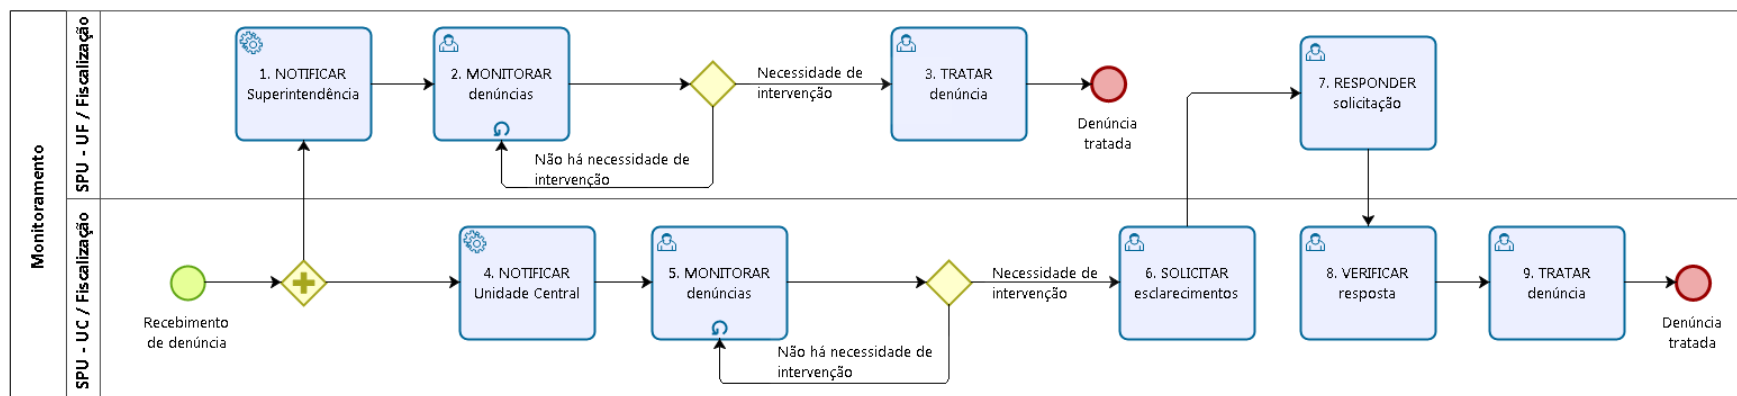 Monitoramento
SPU - UF / Fiscalização
1. NOTIFICAR
Superintendência
2. MONITORAR
denúncias
Necessidade de
intervenção
Não há necessidade de
intervenção
3. TRATAR
denúncia
Denúncia
tratada
7. RESPONDER
solicitação
SPU - UC / Fiscalização
Recebimento
de denúncia
4. NOTIFICAR
Unidade Central
5. MONITORAR
denúncias
Necessidade de
intervenção
Não há necessidade de
intervenção
6. SOLICITAR
esclarecimentos
8. VERIFICAR
resposta
9. TRATAR
denúncia
Denúncia
tratada